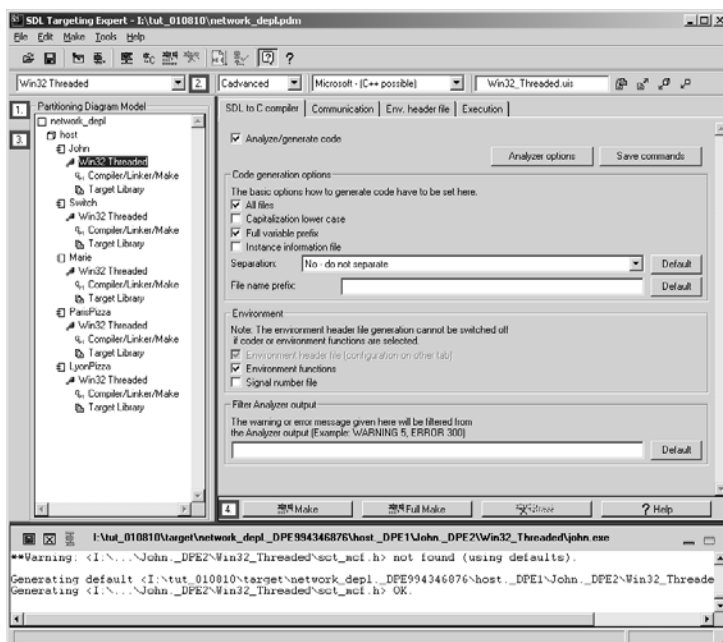 SDL Targeting Expert - I:\tut_010810\network_depl.pdm
File Edit Make Tools Help
Win32 Threaded
2.
Cadvanced
Microsoft - (C++ possible)
Win32_Threaded.uis
1.
Partitioning Diagram Model
3.
network_depl
host
John
Win32 Threaded
Compiler/Linker/Make
Target Library
Switch
Win32 Threaded
Compiler/Linker/Make
Target Library
Marie
Win32 Threaded
Compiler/Linker/Make
Target Library
ParisPizza
Win32 Threaded
Compiler/Linker/Make
Target Library
LyonPizza
Win32 Threaded
Compiler/Linker/Make
Target Library
SDL to C compiler Communication Env. header file Execution
Analyze/generate code
Analyzer options Save commands
Code generation options
The basic options how to generate code have to be set here.
All files
Capitalization lower case
Full variable prefix
Instance information file
Separation: No - do not separate Default
File name prefix: Default
Environment
Note: The environment header file generation cannot be switched off
if coder or environment functions are selected.
Environment header file (configuration on other tab)
Environment functions
Signal number file
Filter Analyzer output
The warning or error message given here will be filtered from
the Analyzer output (Example: WARNING 5, ERROR 300)
Default
4. Make Full Make ? Help
I:\tut_010810\target\network_depl._DPE994346876\host._DPE1\John._DPE2\Win32_Threaded\john.exe
**Warning: <I:\...\John._DPE2\Win32_Threaded\sct_mcf.h> not found (using defaults).
Generating default <I:\tut_010810\target\network_depl._DPE994346876\host._DPE1\John._DPE2\Win32_Threade
Generating <I:\...\John._DPE2\Win32_Threaded\sct_mcf.h> OK.